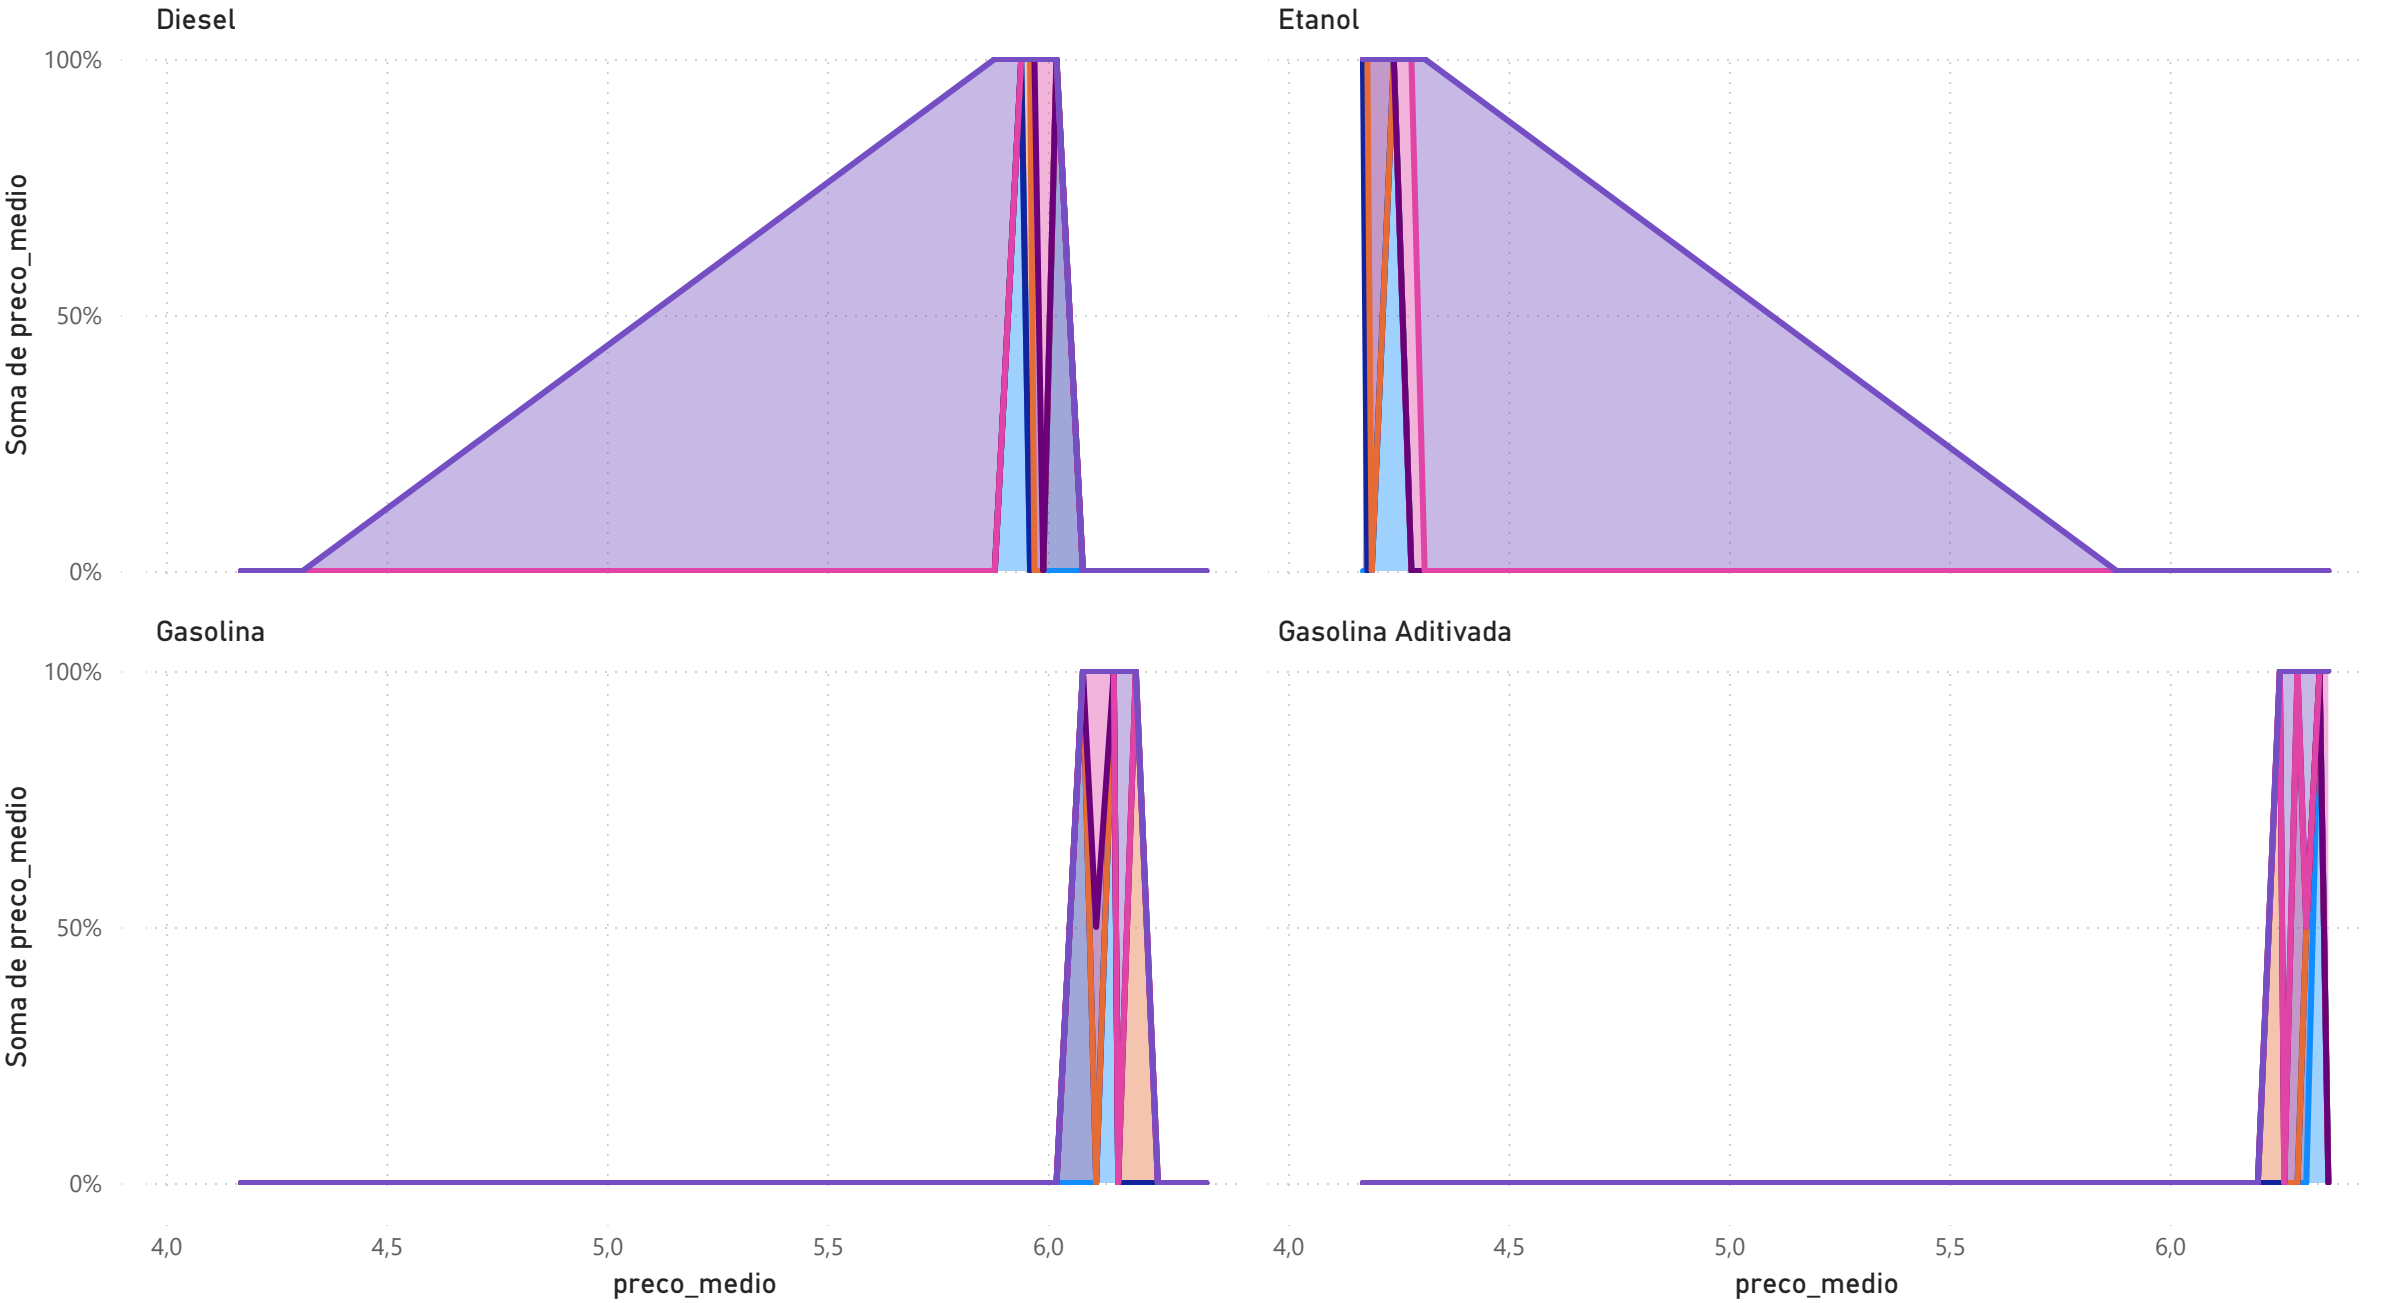 Diesel
Etanol
100%
50%
0%
Soma de preco_medio
Gasolina
Gasolina Aditivada
100%
50%
0%
Soma de preco_medio
4,0 4,5 5,0 5,5 6,0
4,0 4,5 5,0 5,5 6,0
preco_medio
preco_medio